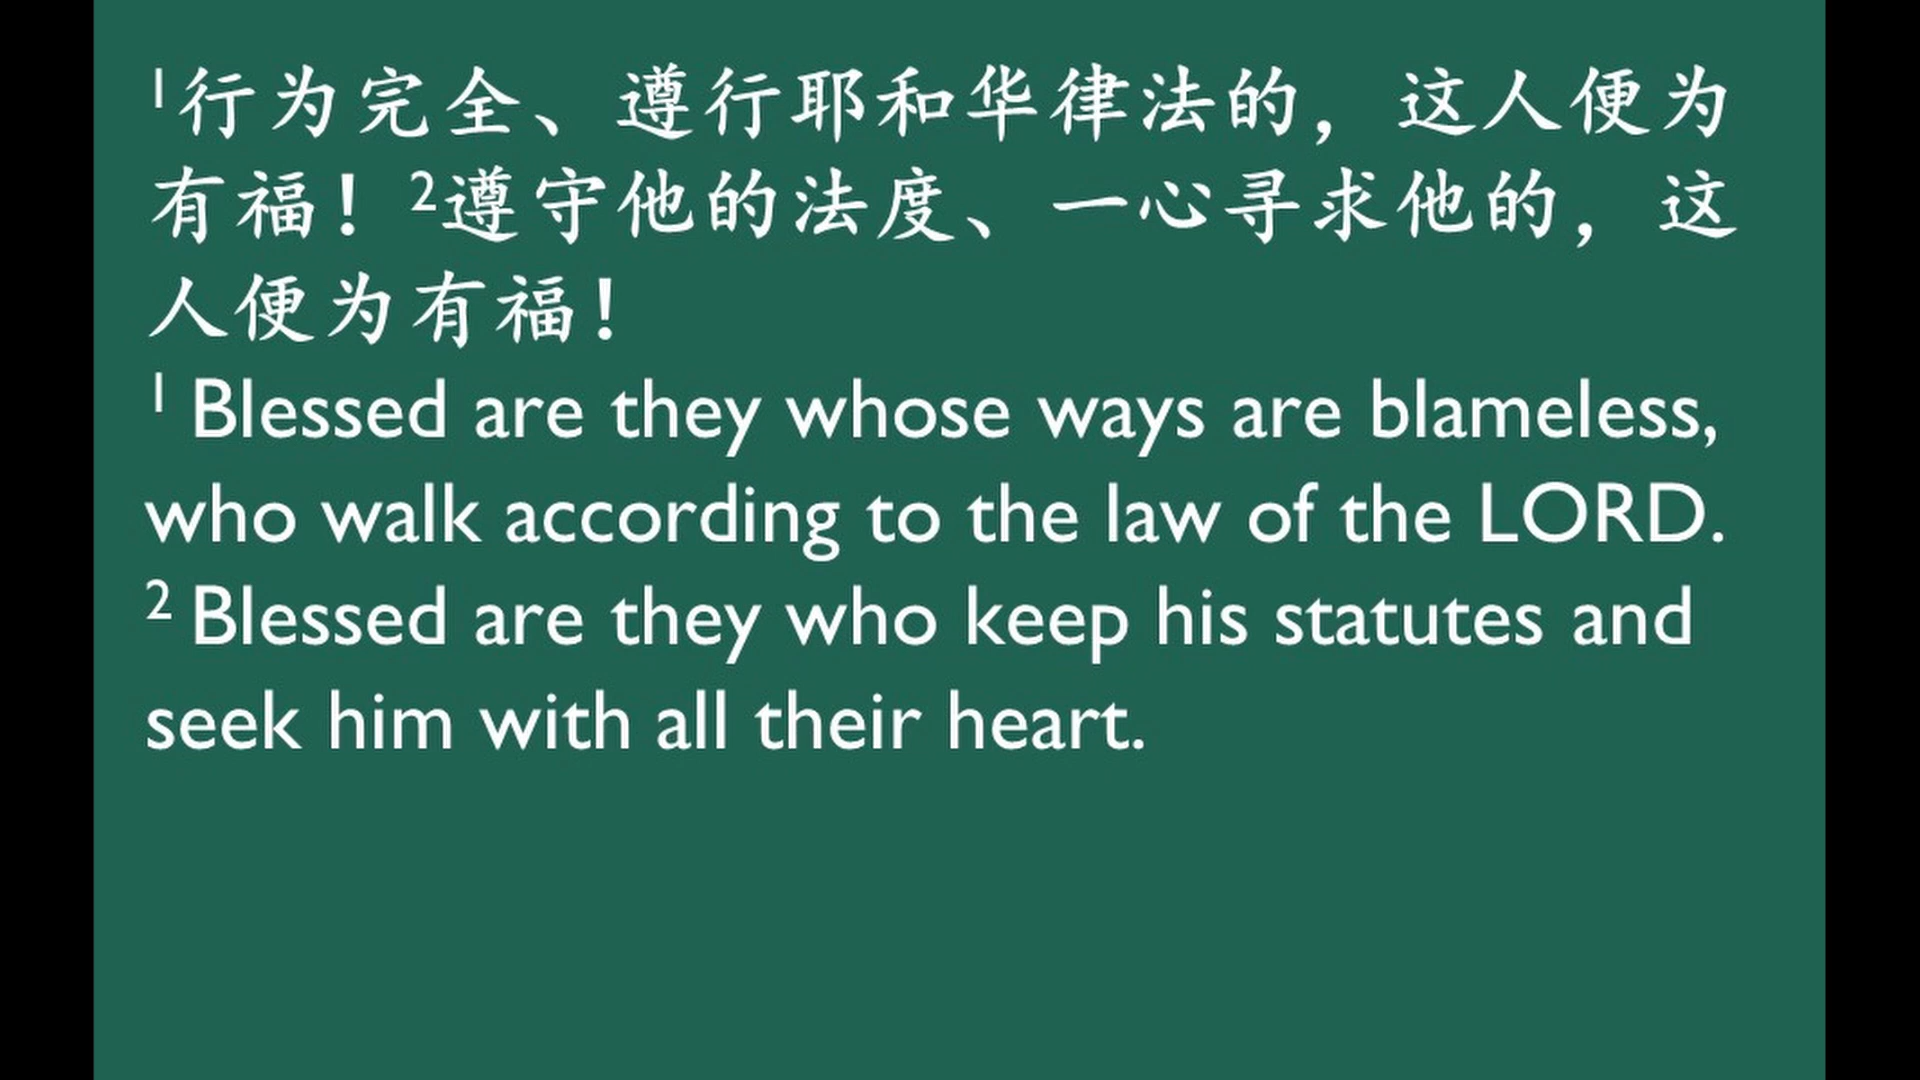 ¹行为完全、遵行耶和华律法的，这人便为
有福！²遵守他的法度、一心寻求他的，这
人便为有福！
¹ Blessed are they whose ways are blameless,
who walk according to the law of the LORD.
² Blessed are they who keep his statutes and
seek him with all their heart.